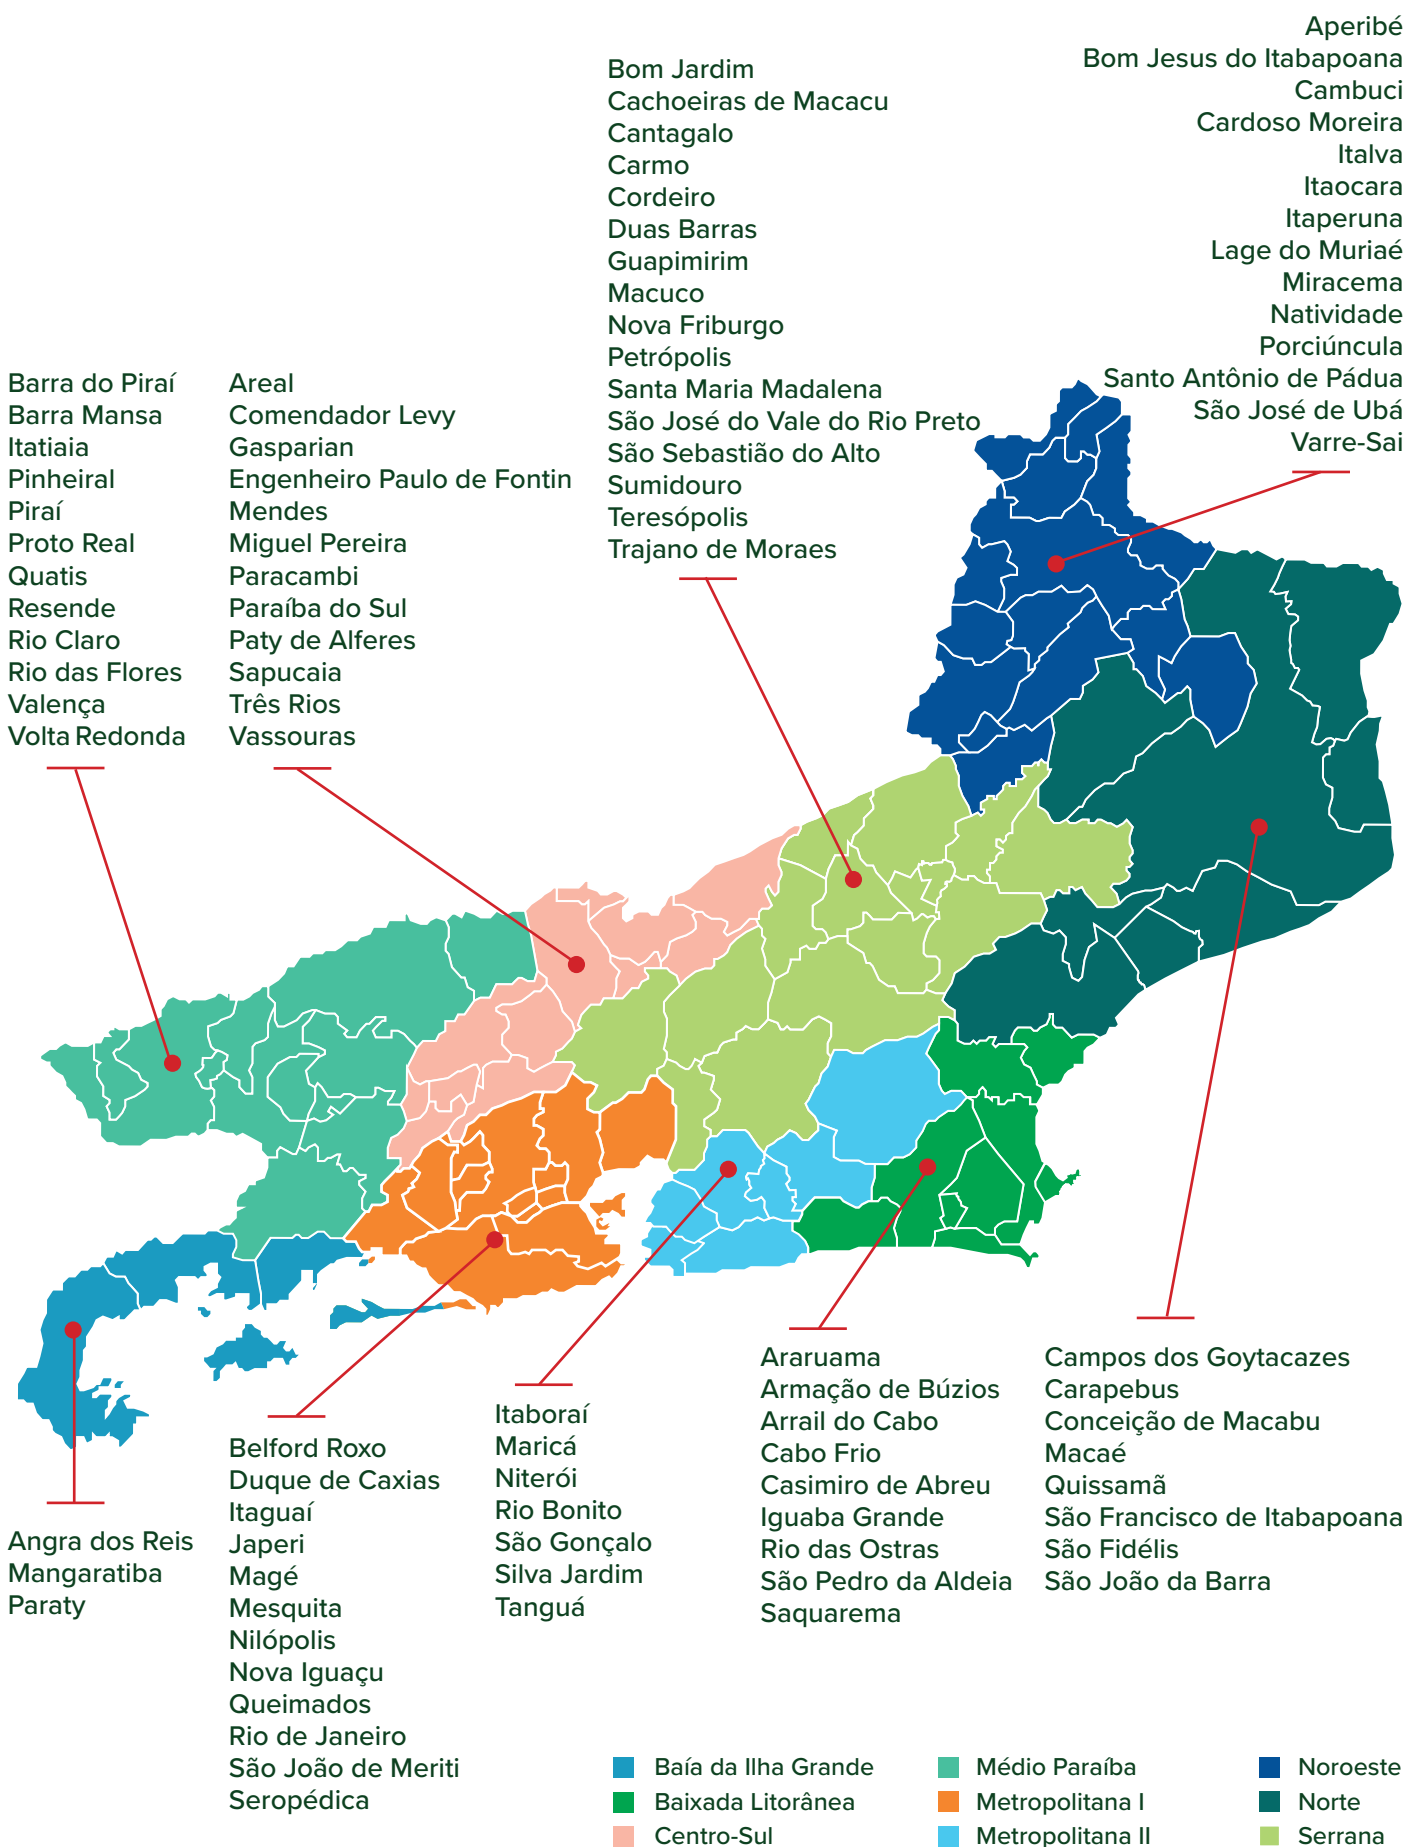 Aperibé
Bom Jesus do Itabapoana
Cambuci
Cardoso Moreira
Italva
Itaocara
Itaperuna
Lage do Muriaé
Miracema
Natividade
Porciúncula
Santo Antônio de Pádua
São José de Ubá
Varre-Sai
Bom Jardim
Cachoeiras de Macacu
Cantagalo
Carmo
Cordeiro
Duas Barras
Guapimirim
Macuco
Nova Friburgo
Petrópolis
Santa Maria Madalena
São José do Vale do Rio Preto
São Sebastião do Alto
Sumidouro
Teresópolis
Trajano de Moraes
Barra do Piraí
Barra Mansa
Itatiaia
Pinheiral
Piraí
Proto Real
Quatis
Resende
Rio Claro
Rio das Flores
Valença
Volta Redonda
Areal
Comendador Levy
Gasparian
Engenheiro Paulo de Fontin
Mendes
Miguel Pereira
Paracambi
Paraíba do Sul
Paty de Alferes
Sapucaia
Três Rios
Vassouras
Angra dos Reis
Mangaratiba
Paraty
Belford Roxo
Duque de Caxias
Itaguaí
Japeri
Magé
Mesquita
Nilópolis
Nova Iguaçu
Queimados
Rio de Janeiro
São João de Meriti
Seropédica
Itaboraí
Maricá
Niterói
Rio Bonito
São Gonçalo
Silva Jardim
Tanguá
Araruama
Armação de Búzios
Arrail do Cabo
Cabo Frio
Casimiro de Abreu
Iguaba Grande
Rio das Ostras
São Pedro da Aldeia
Saquarema
Campos dos Goytacazes
Carapebus
Conceição de Macabu
Macaé
Quissamã
São Francisco de Itabapoana
São Fidélis
São João da Barra
Baía da Ilha Grande
Baixada Litorânea
Centro-Sul
Médio Paraíba
Metropolitana I
Metropolitana II
Noroeste
Norte
Serrana